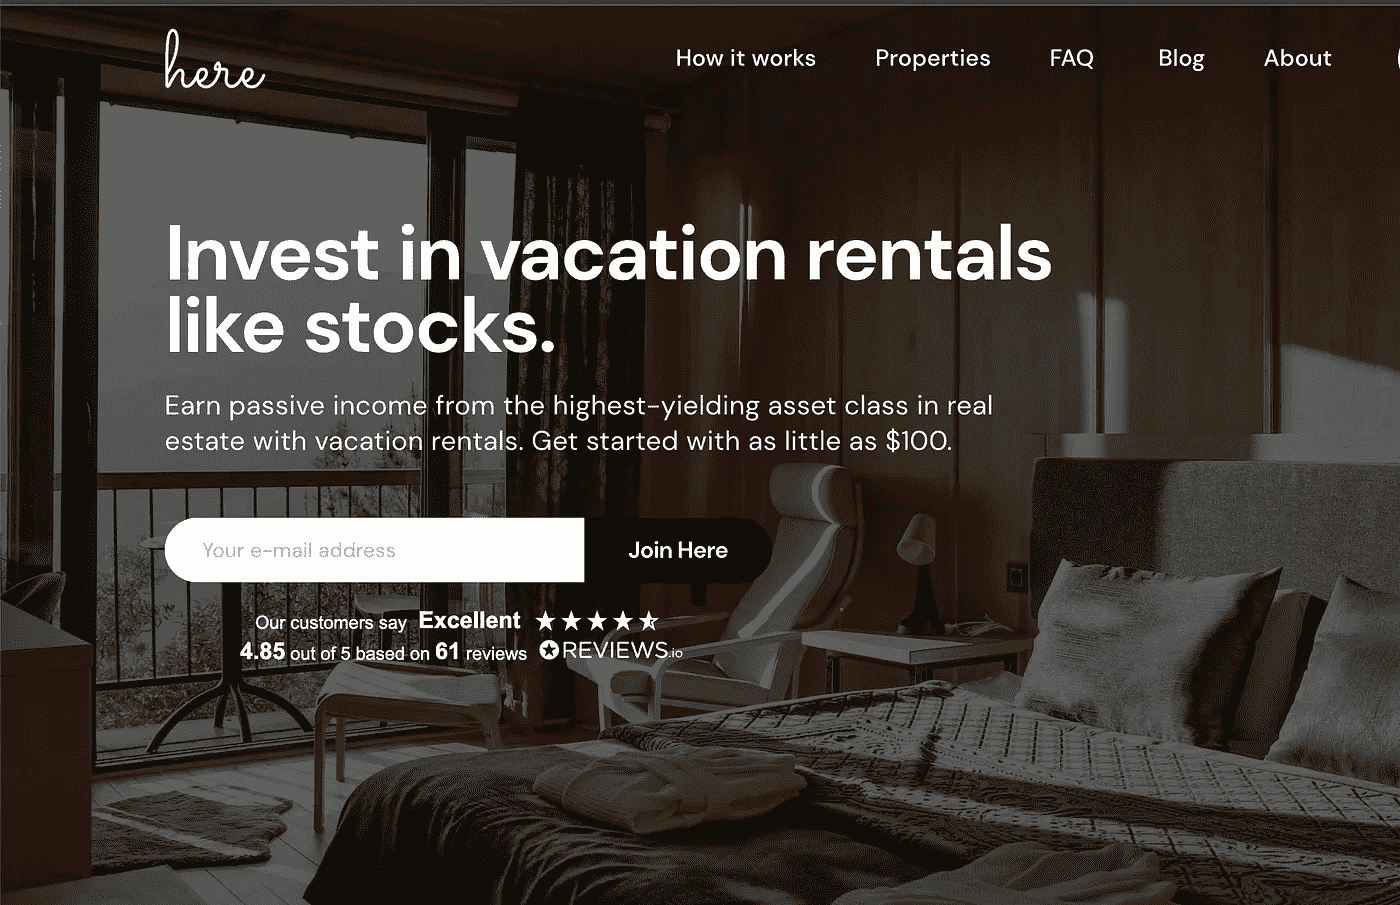 here
How it works Properties FAQ Blog About
Invest in vacation rentals
like stocks.
Earn passive income from the highest-yielding asset class in real
estate with vacation rentals. Get started with as little as $100.
Your e-mail address Join Here
Our customers say Excellent
4.85 out of 5 based on 61 reviews REVIEWS.io